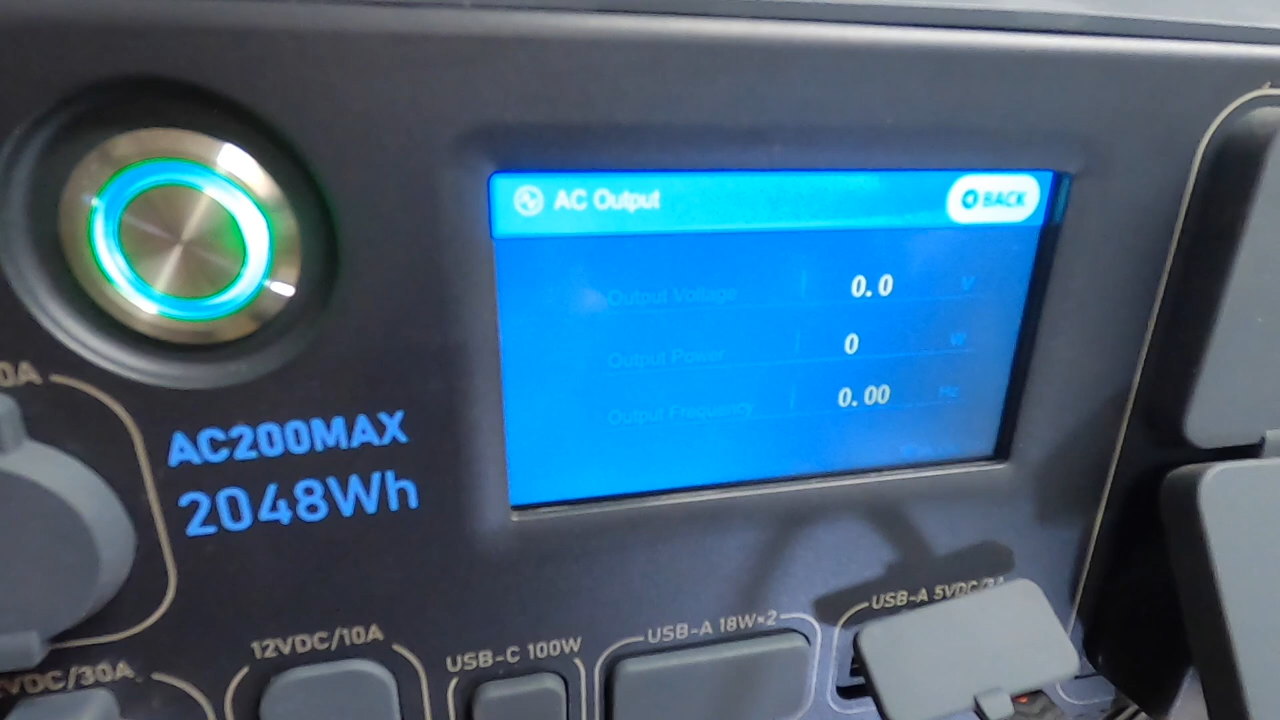 AC Output
BACK
Output Voltage 0.0 V
Output Power 0 W
Output Frequency 0.00 Hz
0A
AC200MAX
2048Wh
12VDC/10A
USB-C 100W
USB-A 18W×2
USB-A 5VDC/3A
VDC/30A